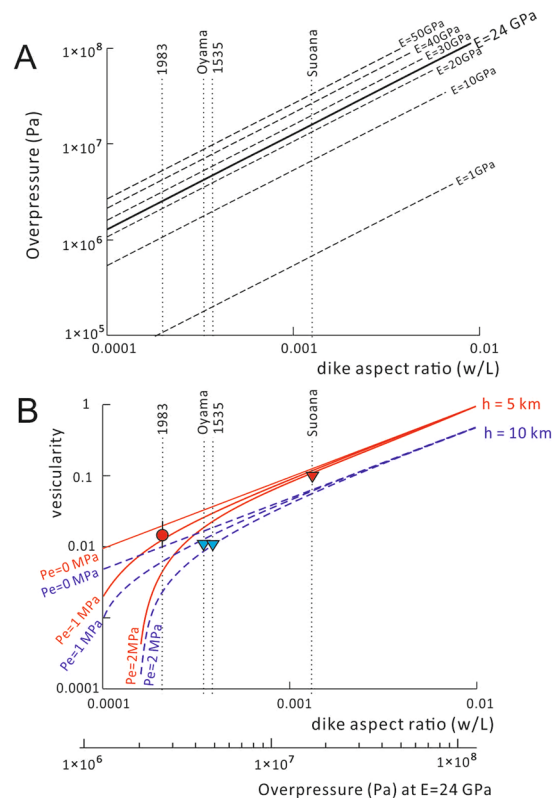 A
Overpressure (Pa)
1×10⁸
1×10⁷
1×10⁶
1×10⁵
1983
Oyama
1535
Suoana
E=50GPa
E=40GPa
E=30GPa
E=24 GPa
E=20GPa
E=10GPa
E=1GPa
0.0001
0.001
0.01
dike aspect ratio (w/L)
B
vesicularity
1
0.1
0.01
0.0001
1983
Oyama
1535
Suoana
h = 5 km
h = 10 km
Pe=0 MPa
Pe=0 MPa
Pe=1 MPa
Pe=1 MPa
Pe=2MPa
Pe=2 MPa
0.0001
0.001
0.01
dike aspect ratio (w/L)
1×10⁶
1×10⁷
1×10⁸
Overpressure (Pa) at E=24 GPa